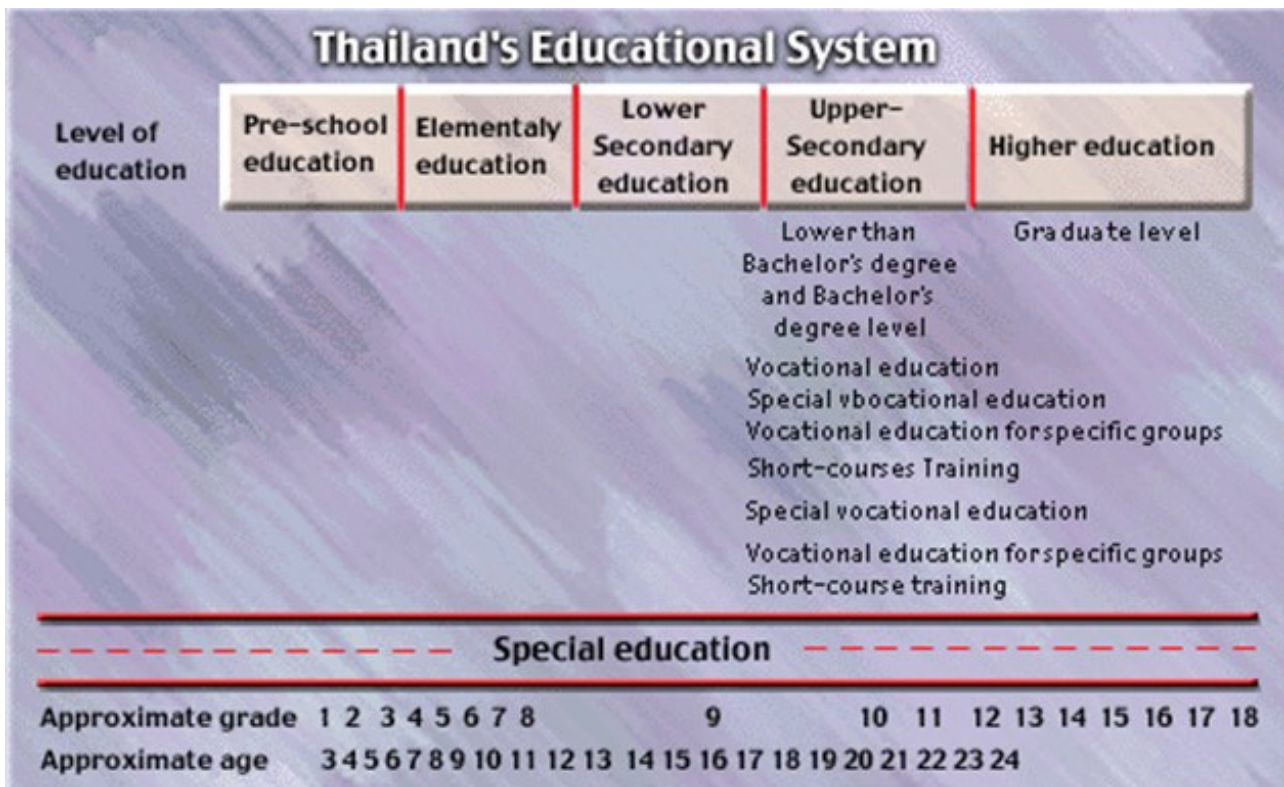 Thailand's Educational System
Level of
education
Pre-school
education
Elementaly
education
Lower
Secondary
education
Upper-
Secondary
education
Higher education
Lower than
Bachelor's degree
and Bachelor's
degree level
Graduate level
Vocational education
Special vbocational education
Vocational education for specific groups
Short-courses Training
Special vocational education
Vocational education for specific groups
Short-course training
Special education
Approximate grade 1 2 3 4 5 6 7 8 9 10 11 12 13 14 15 16 17 18
Approximate age 3 4 5 6 7 8 9 10 11 12 13 14 15 16 17 18 19 20 21 22 23 24